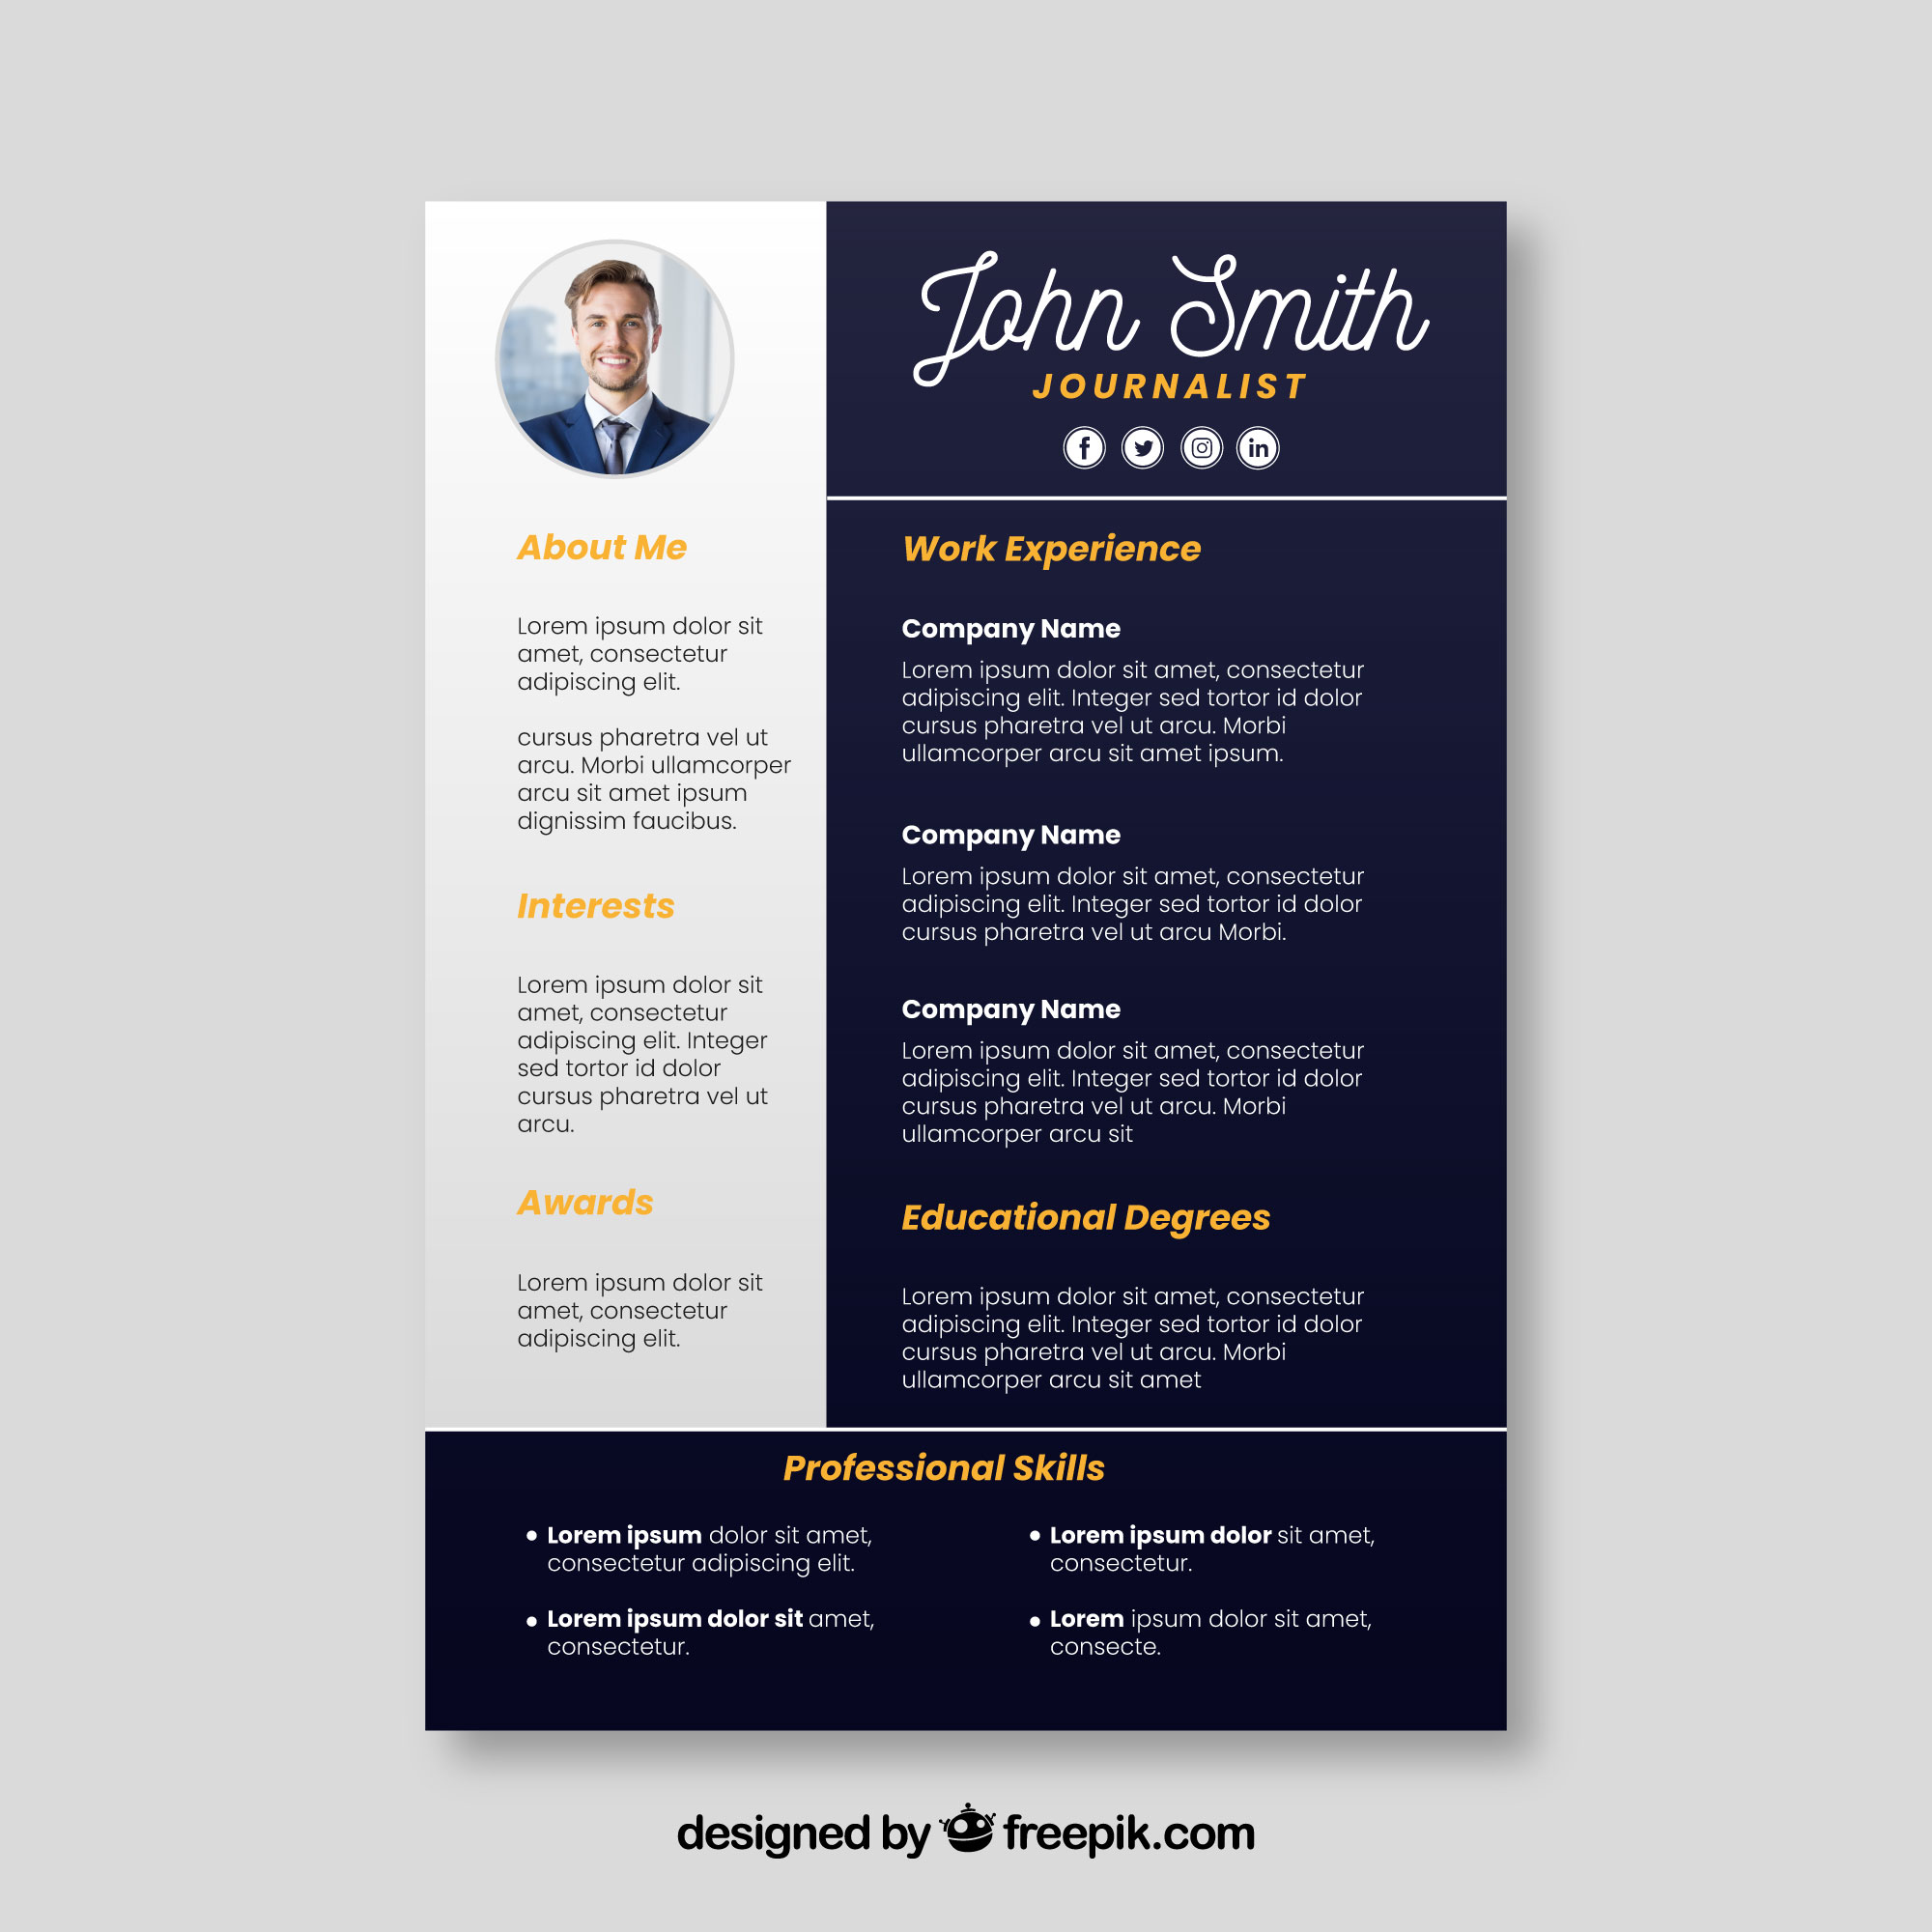 John Smith
JOURNALIST
About Me
Lorem ipsum dolor sit
amet, consectetur
adipiscing elit.
cursus pharetra vel ut
arcu. Morbi ullamcorper
arcu sit amet ipsum
dignissim faucibus.
Interests
Lorem ipsum dolor sit
amet, consectetur
adipiscing elit. Integer
sed tortor id dolor
cursus pharetra vel ut
arcu.
Awards
Lorem ipsum dolor sit
amet, consectetur
adipiscing elit.
Work Experience
Company Name
Lorem ipsum dolor sit amet, consectetur
adipiscing elit. Integer sed tortor id dolor
cursus pharetra vel ut arcu. Morbi
ullamcorper arcu sit amet ipsum.
Company Name
Lorem ipsum dolor sit amet, consectetur
adipiscing elit. Integer sed tortor id dolor
cursus pharetra vel ut arcu Morbi.
Company Name
Lorem ipsum dolor sit amet, consectetur
adipiscing elit. Integer sed tortor id dolor
cursus pharetra vel ut arcu. Morbi
ullamcorper arcu sit
Educational Degrees
Lorem ipsum dolor sit amet, consectetur
adipiscing elit. Integer sed tortor id dolor
cursus pharetra vel ut arcu. Morbi
ullamcorper arcu sit amet
Professional Skills
Lorem ipsum dolor sit amet,
consectetur adipiscing elit.
Lorem ipsum dolor sit amet,
consectetur.
Lorem ipsum dolor sit amet,
consectetur.
Lorem ipsum dolor sit amet,
consecte.
designed by freepik.com